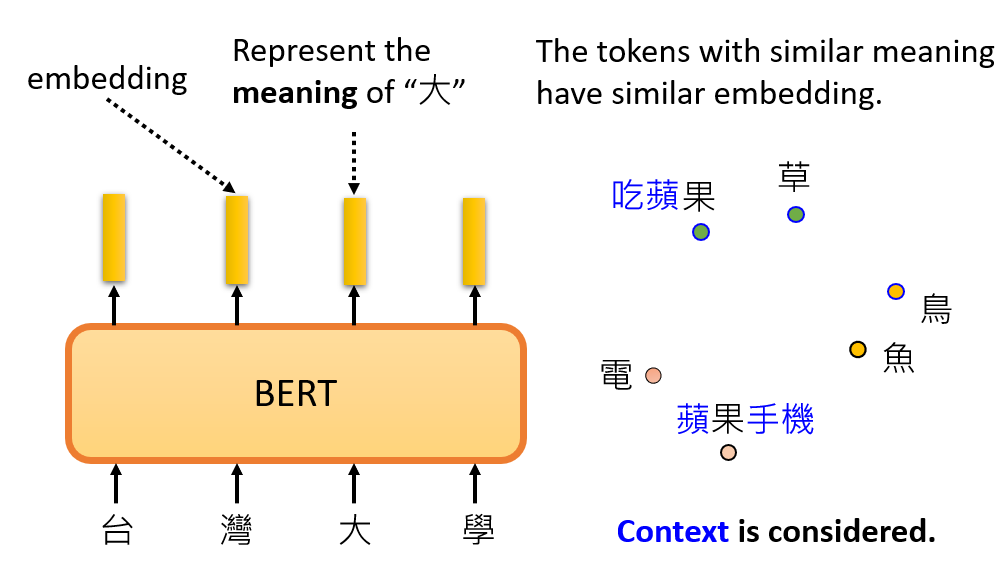 embedding
Represent the
meaning of “大”
BERT
台 灣 大 學
The tokens with similar meaning
have similar embedding.
吃蘋果
草
鳥
魚
電
蘋果手機
Context is considered.